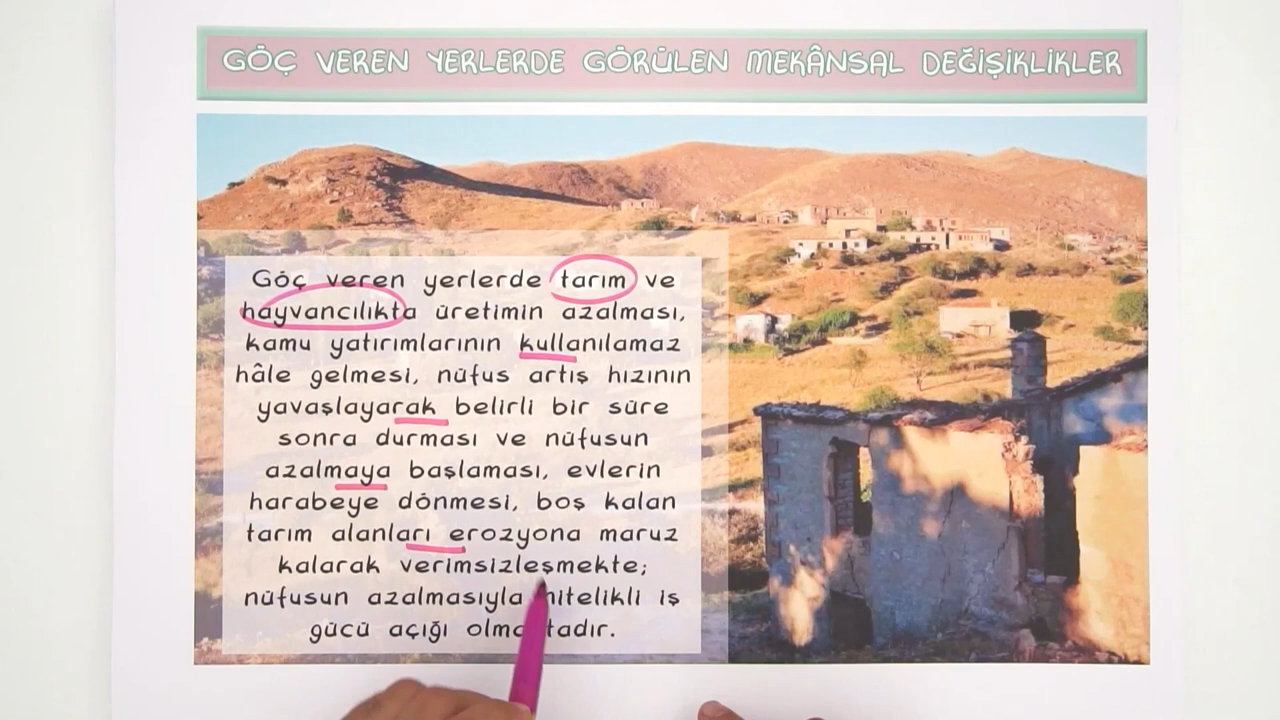 GÖÇ VEREN YERLERDE GÖRÜLEN MEKÂNSAL DEĞİŞİKLİKLER
Göç veren yerlerde tarım ve
hayvancılıkta üretimin azalması,
kamu yatırımlarının kullanılamaz
hâle gelmesi, nüfus artış hızının
yavaşlayarak belirli bir süre
sonra durması ve nüfusun
azalmaya başlaması, evlerin
harabeye dönmesi, boş kalan
tarım alanları erozyona maruz
kalarak verimsizleşmekte;
nüfusun azalmasıyla nitelikli iş
gücü açığı olmaktadır.